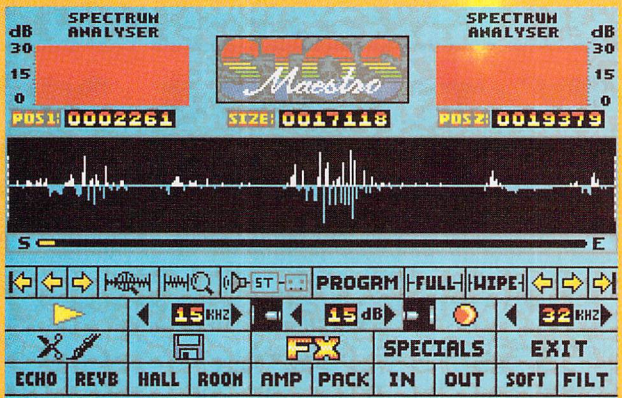 SPECTRUM ANALYSER
dB 30 15 0
STOS Maestro
SPECTRUM ANALYSER
dB 30 15 0
POS1: 0002261 SIZE: 0017118 POS2: 0019379
S E
ST PROGRM FULL WIPE
15 KHZ 15 dB 32 KHZ
FX SPECIALS EXIT
ECHO REVB HALL ROOM AMP PACK IN OUT SOFT FILT